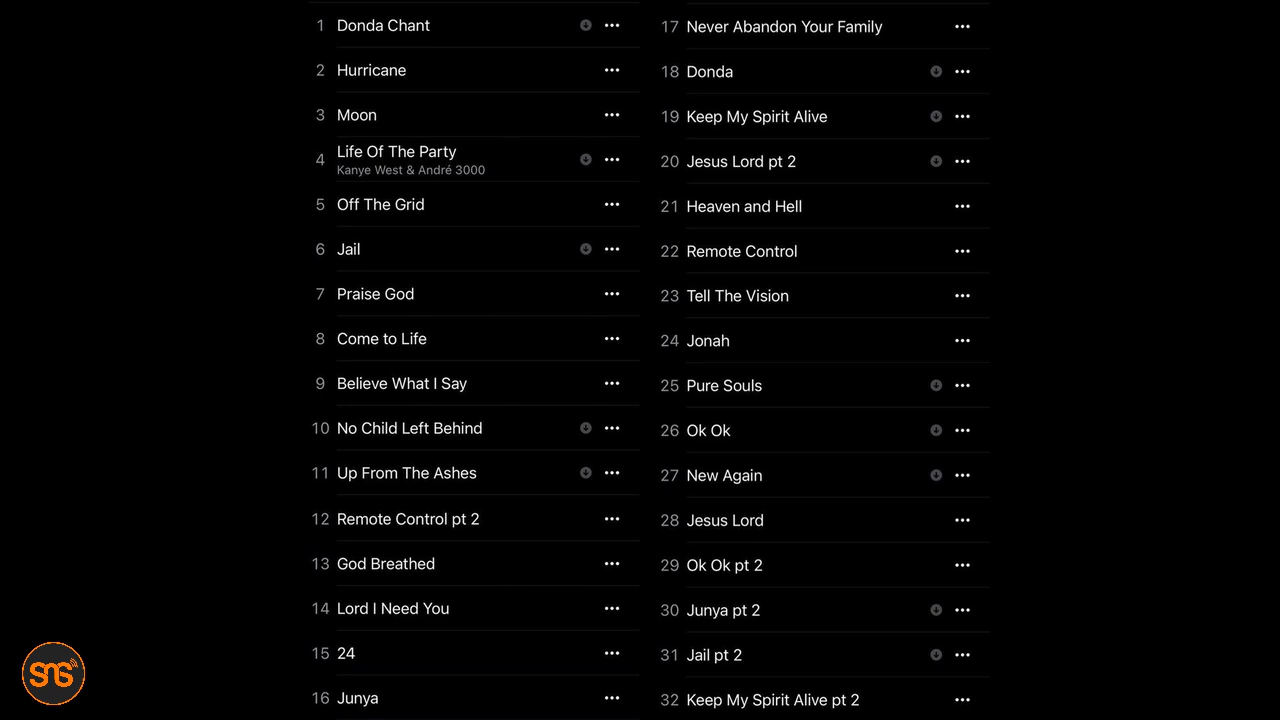 1 Donda Chant
2 Hurricane
3 Moon
4 Life Of The Party
Kanye West & André 3000
5 Off The Grid
6 Jail
7 Praise God
8 Come to Life
9 Believe What I Say
10 No Child Left Behind
11 Up From The Ashes
12 Remote Control pt 2
13 God Breathed
14 Lord I Need You
15 24
16 Junya
17 Never Abandon Your Family
18 Donda
19 Keep My Spirit Alive
20 Jesus Lord pt 2
21 Heaven and Hell
22 Remote Control
23 Tell The Vision
24 Jonah
25 Pure Souls
26 Ok Ok
27 New Again
28 Jesus Lord
29 Ok Ok pt 2
30 Junya pt 2
31 Jail pt 2
32 Keep My Spirit Alive pt 2
SNS